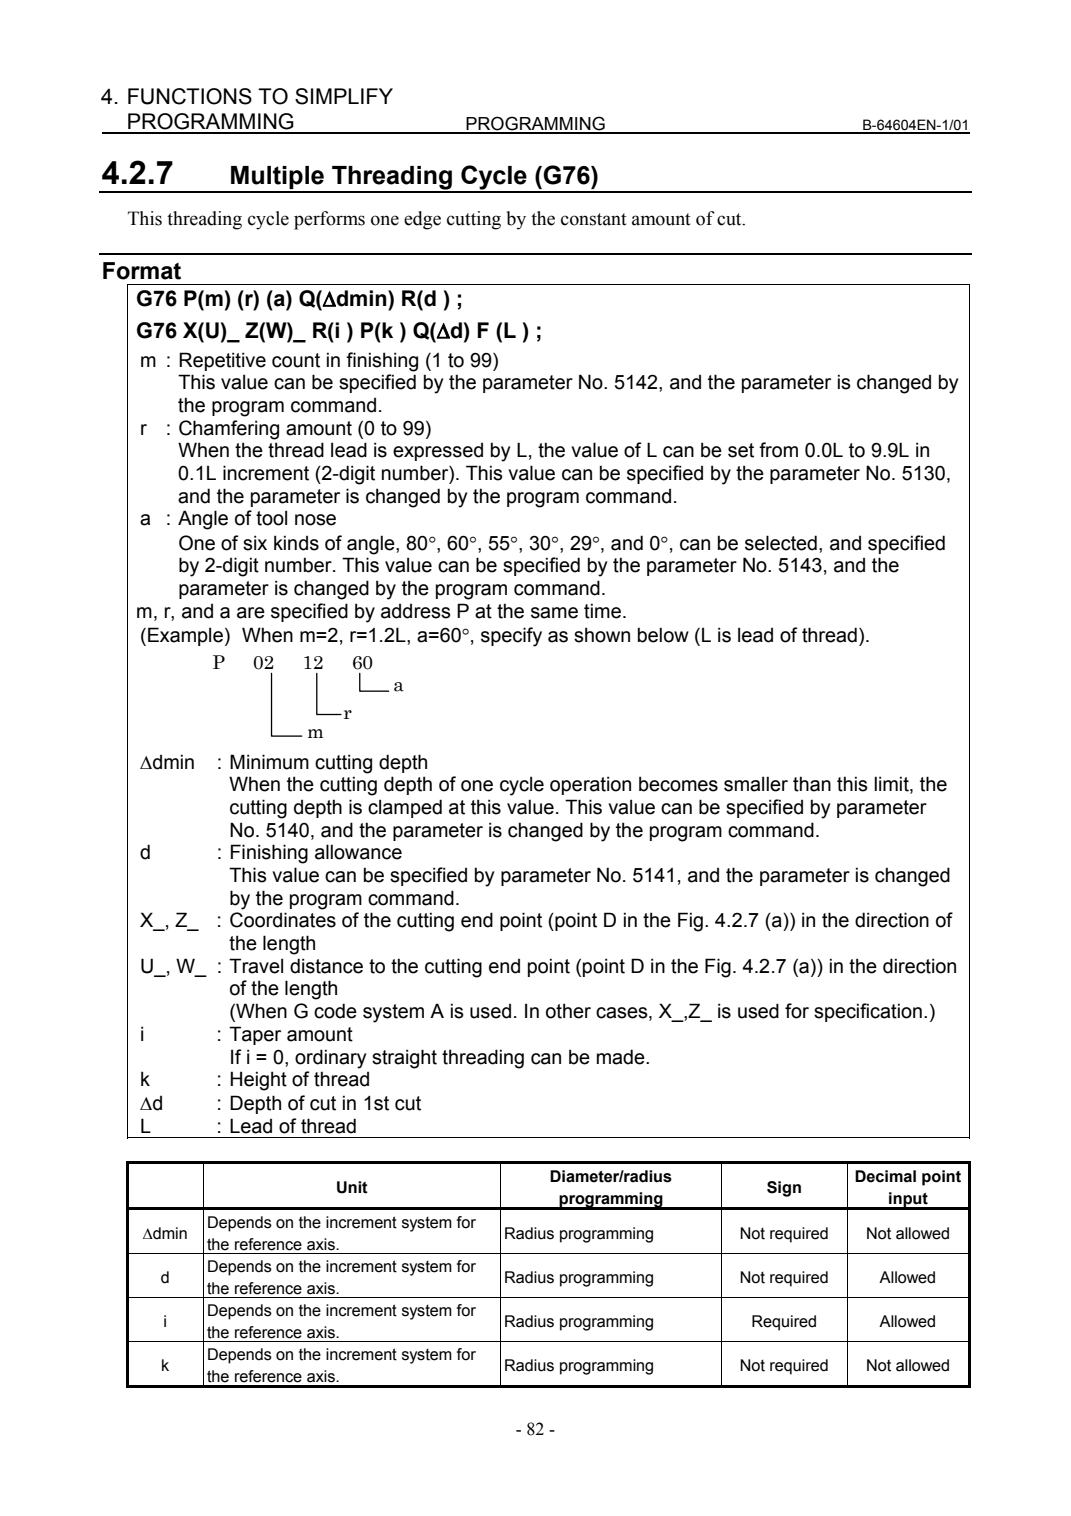 4. FUNCTIONS TO SIMPLIFY
PROGRAMMING PROGRAMMING B-64604EN-1/01
4.2.7 Multiple Threading Cycle (G76)
This threading cycle performs one edge cutting by the constant amount of cut.
Format
G76 P(m) (r) (a) Q(∆dmin) R(d ) ;
G76 X(U)_ Z(W)_ R(i ) P(k ) Q(∆d) F (L ) ;
m : Repetitive count in finishing (1 to 99)
This value can be specified by the parameter No. 5142, and the parameter is changed by
the program command.
r : Chamfering amount (0 to 99)
When the thread lead is expressed by L, the value of L can be set from 0.0L to 9.9L in
0.1L increment (2-digit number). This value can be specified by the parameter No. 5130,
and the parameter is changed by the program command.
a : Angle of tool nose
One of six kinds of angle, 80°, 60°, 55°, 30°, 29°, and 0°, can be selected, and specified
by 2-digit number. This value can be specified by the parameter No. 5143, and the
parameter is changed by the program command.
m, r, and a are specified by address P at the same time.
(Example) When m=2, r=1.2L, a=60°, specify as shown below (L is lead of thread).
P 02 12 60
a
r
m
∆dmin : Minimum cutting depth
When the cutting depth of one cycle operation becomes smaller than this limit, the
cutting depth is clamped at this value. This value can be specified by parameter
No. 5140, and the parameter is changed by the program command.
d : Finishing allowance
This value can be specified by parameter No. 5141, and the parameter is changed
by the program command.
X_, Z_ : Coordinates of the cutting end point (point D in the Fig. 4.2.7 (a)) in the direction of
the length
U_, W_ : Travel distance to the cutting end point (point D in the Fig. 4.2.7 (a)) in the direction
of the length
(When G code system A is used. In other cases, X_,Z_ is used for specification.)
i : Taper amount
If i = 0, ordinary straight threading can be made.
k : Height of thread
∆d : Depth of cut in 1st cut
L : Lead of thread
Unit Diameter/radius programming Sign Decimal point input
∆dmin Depends on the increment system for the reference axis. Radius programming Not required Not allowed
d Depends on the increment system for the reference axis. Radius programming Not required Allowed
i Depends on the increment system for the reference axis. Radius programming Required Allowed
k Depends on the increment system for the reference axis. Radius programming Not required Not allowed
- 82 -